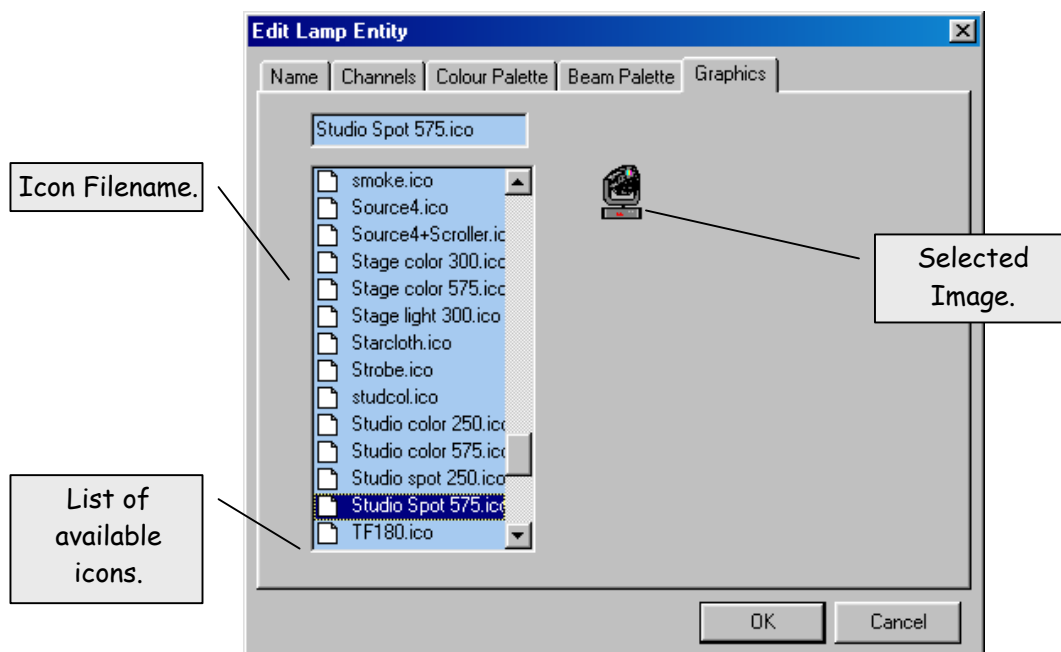 Edit Lamp Entity
Name Channels Colour Palette Beam Palette Graphics
Studio Spot 575.ico
Icon Filename.
smoke.ico
Source4.ico
Source4+Scroller.ic
Stage color 300.ico
Stage color 575.ico
Stage light 300.ico
Starcloth.ico
Strobe.ico
studcol.ico
Studio color 250.ico
Studio color 575.ico
Studio spot 250.ico
Studio Spot 575.ico
TF180.ico
Selected
Image.
List of
available
icons.
OK Cancel